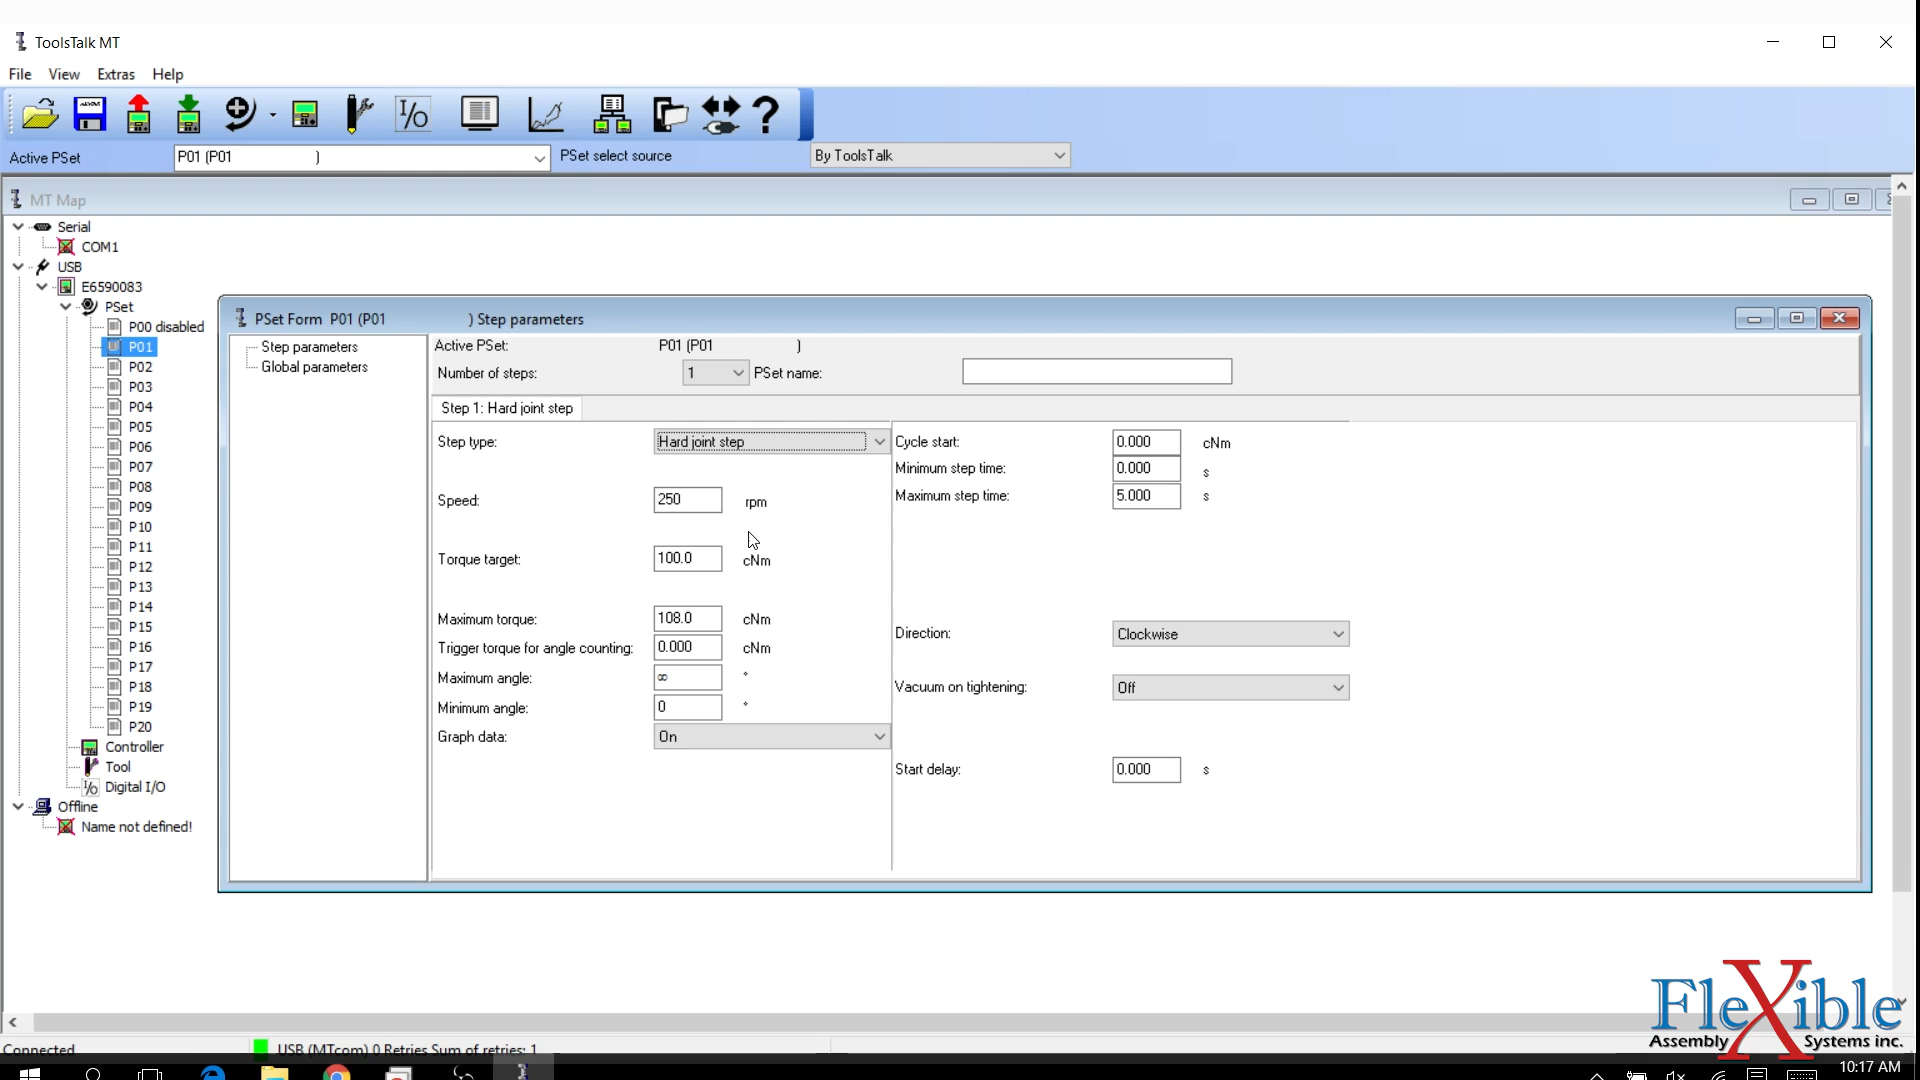 ToolsTalk MT
File View Extras Help
I/O
Active PSet P01 (P01 ) PSet select source By ToolsTalk
MT Map
Serial
COM1
USB
E6590083
PSet
P00 disabled
P01
P02
P03
P04
P05
P06
P07
P08
P09
P10
P11
P12
P13
P14
P15
P16
P17
P18
P19
P20
Controller
Tool
I/O Digital I/O
Offline
Name not defined!
PSet Form P01 (P01 ) Step parameters
Step parameters
Global parameters
Active PSet: P01 (P01 )
Number of steps: 1 PSet name:
Step 1: Hard joint step
Step type: Hard joint step
Speed: 250 rpm
Torque target: 100.0 cNm
Maximum torque: 108.0 cNm
Trigger torque for angle counting: 0.000 cNm
Maximum angle: ∞ °
Minimum angle: 0 °
Graph data: On
Cycle start: 0.000 cNm
Minimum step time: 0.000 s
Maximum step time: 5.000 s
Direction: Clockwise
Vacuum on tightening: Off
Start delay: 0.000 s
Connected USB (MTcom) 0 Retries Sum of retries: 1
FleXible
Assembly Systems inc.
10:17 AM